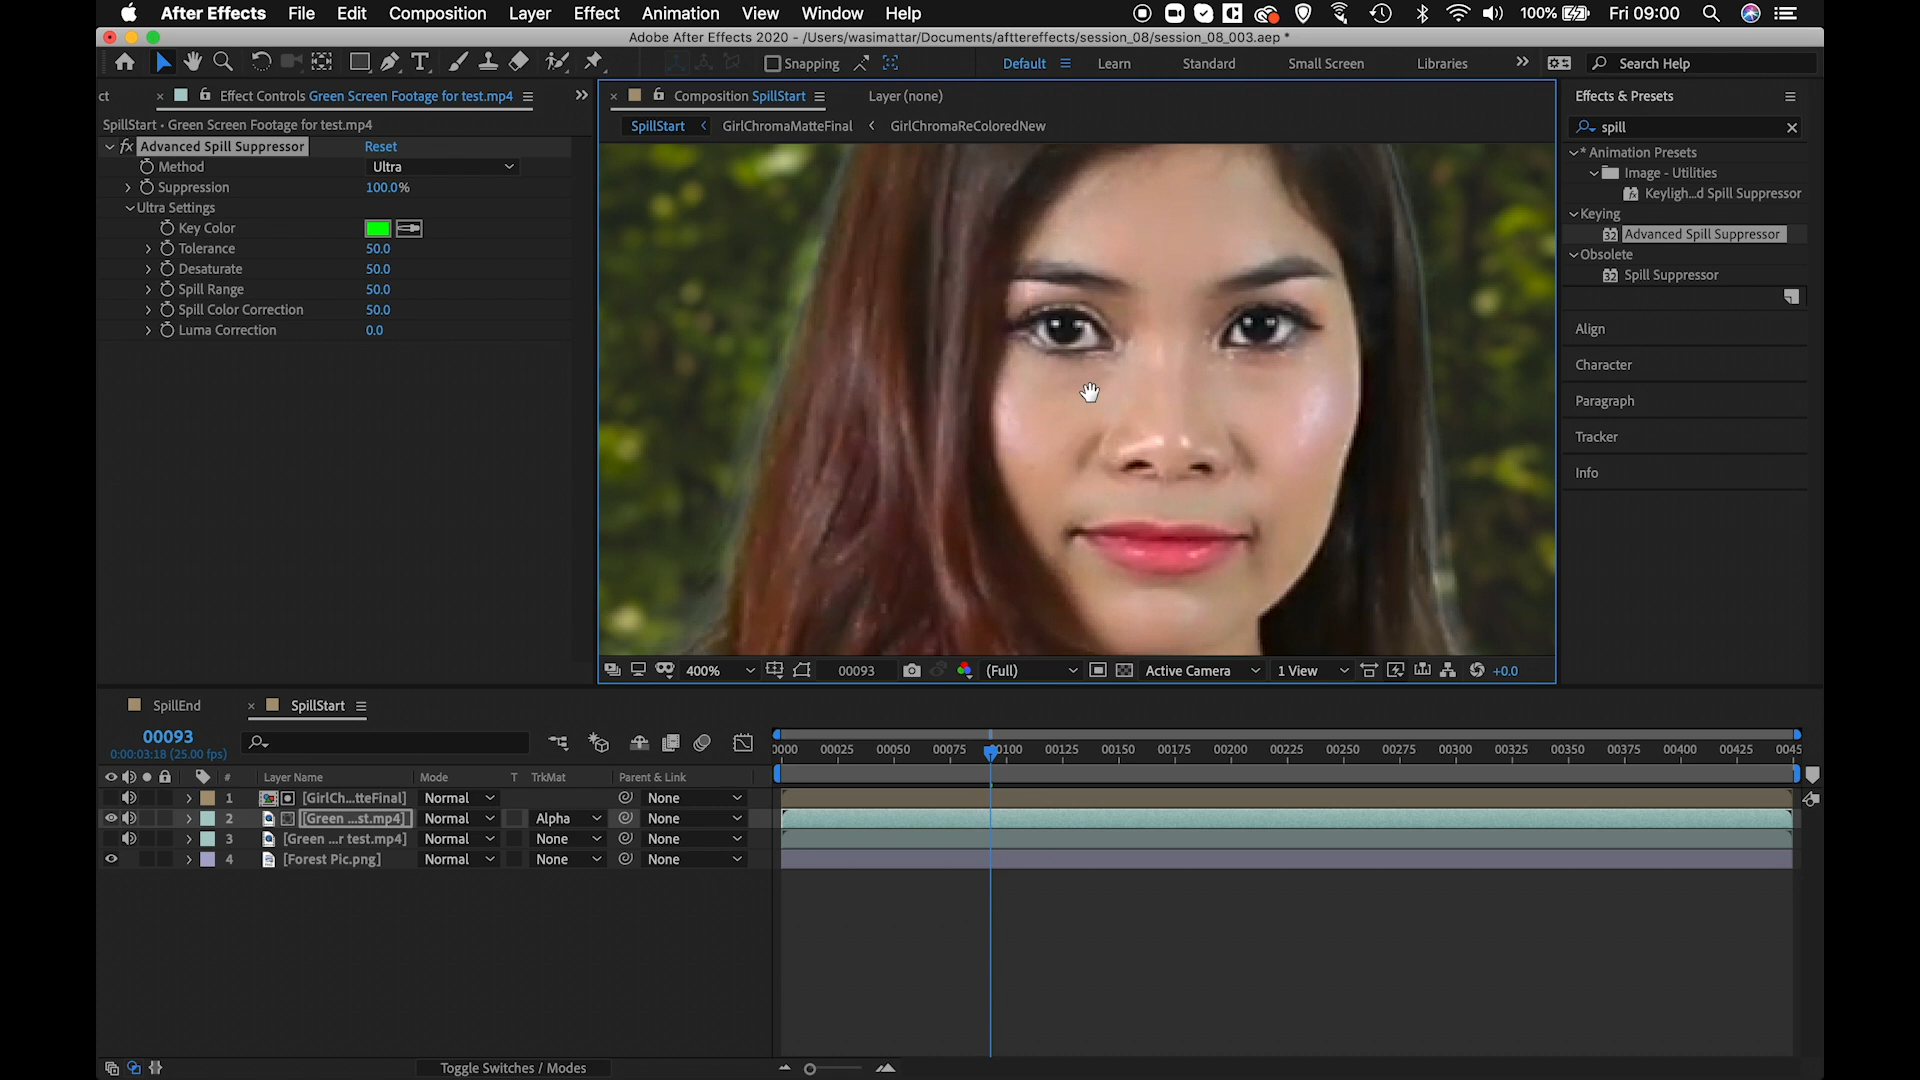 After Effects File Edit Composition Layer Effect Animation View Window Help 100% Fri 09:00
Adobe After Effects 2020 - /Users/wasimattar/Documents/afttereffects/session_08/session_08_003.aep *
Snapping Default Learn Standard Small Screen Libraries Search Help
ct × Effect Controls Green Screen Footage for test.mp4
SpillStart • Green Screen Footage for test.mp4
fx Advanced Spill Suppressor Reset
Method Ultra
Suppression 100.0%
Ultra Settings
Key Color
Tolerance 50.0
Desaturate 50.0
Spill Range 50.0
Spill Color Correction 50.0
Luma Correction 0.0
× Composition SpillStart Layer (none)
SpillStart GirlChromaMatteFinal GirlChromaReColoredNew
400% 00093 (Full) Active Camera 1 View +0.0
Effects & Presets
spill
* Animation Presets
Image - Utilities
Keyligh...d Spill Suppressor
Keying
32 Advanced Spill Suppressor
Obsolete
32 Spill Suppressor
Align
Character
Paragraph
Tracker
Info
SpillEnd × SpillStart
00093
0:00:03:18 (25.00 fps)
0000 00025 00050 00075 00100 00125 00150 00175 00200 00225 00250 00275 00300 00325 00350 00375 00400 00425 0045
# Layer Name Mode T TrkMat Parent & Link
1 [GirlCh...tteFinal] Normal None
2 [Green ...st.mp4] Normal Alpha None
3 [Green ...r test.mp4] Normal None None
4 [Forest Pic.png] Normal None None
Toggle Switches / Modes